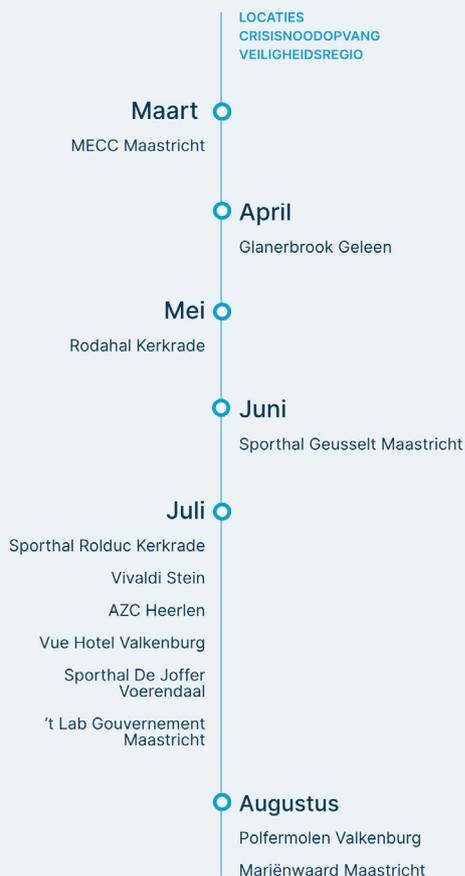 LOCATIES
CRISISNOODOPVANG
VEILIGHEIDSREGIO
Maart
MECC Maastricht
April
Glanerbrook Geleen
Mei
Rodahal Kerkrade
Juni
Sporthal Geusselt Maastricht
Juli
Sporthal Rolduc Kerkrade
Vivaldi Stein
AZC Heerlen
Vue Hotel Valkenburg
Sporthal De Joffer
Voerendaal
’t Lab Gouvernement
Maastricht
Augustus
Polfermolen Valkenburg
Mariënwaard Maastricht